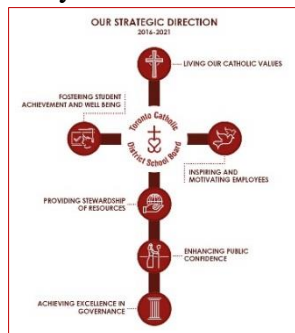 OUR STRATEGIC DIRECTION
2016-2021
LIVING OUR CATHOLIC VALUES
FOSTERING STUDENT
ACHIEVEMENT AND WELL BEING
Toronto Catholic
District School Board
INSPIRING AND
MOTIVATING EMPLOYEES
PROVIDING STEWARDSHIP
OF RESOURCES
ENHANCING PUBLIC
CONFIDENCE
ACHIEVING EXCELLENCE IN
GOVERNANCE